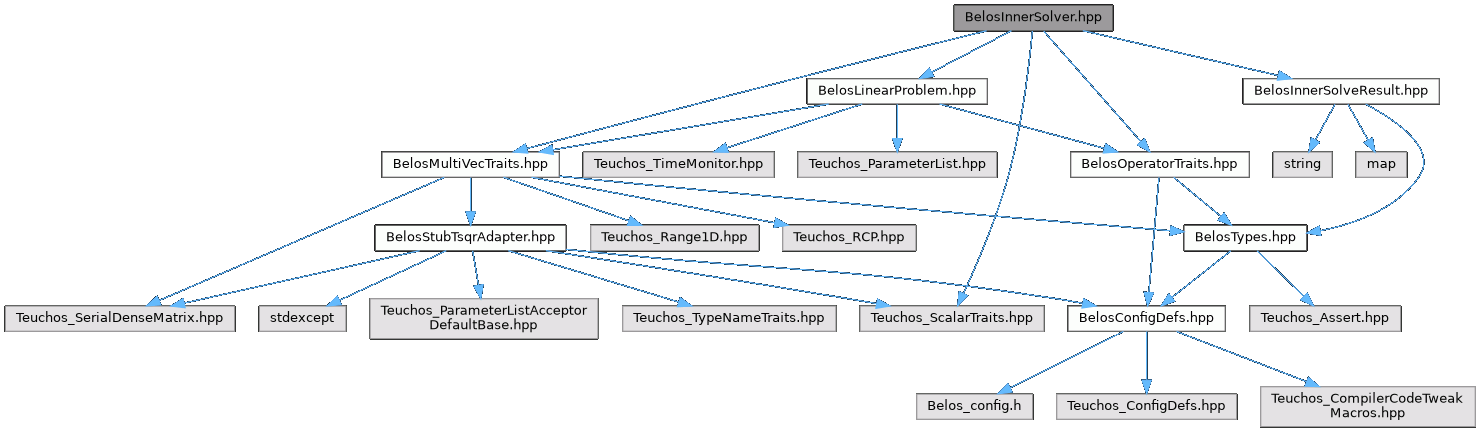 BelosInnerSolver.hpp
BelosLinearProblem.hpp
BelosInnerSolveResult.hpp
BelosMultiVecTraits.hpp
Teuchos_TimeMonitor.hpp
Teuchos_ParameterList.hpp
BelosOperatorTraits.hpp
string
map
BelosStubTsqrAdapter.hpp
Teuchos_Range1D.hpp
Teuchos_RCP.hpp
BelosTypes.hpp
Teuchos_SerialDenseMatrix.hpp
stdexcept
Teuchos_ParameterListAcceptor
DefaultBase.hpp
Teuchos_TypeNameTraits.hpp
Teuchos_ScalarTraits.hpp
BelosConfigDefs.hpp
Teuchos_Assert.hpp
Belos_config.h
Teuchos_ConfigDefs.hpp
Teuchos_CompilerCodeTweak
Macros.hpp